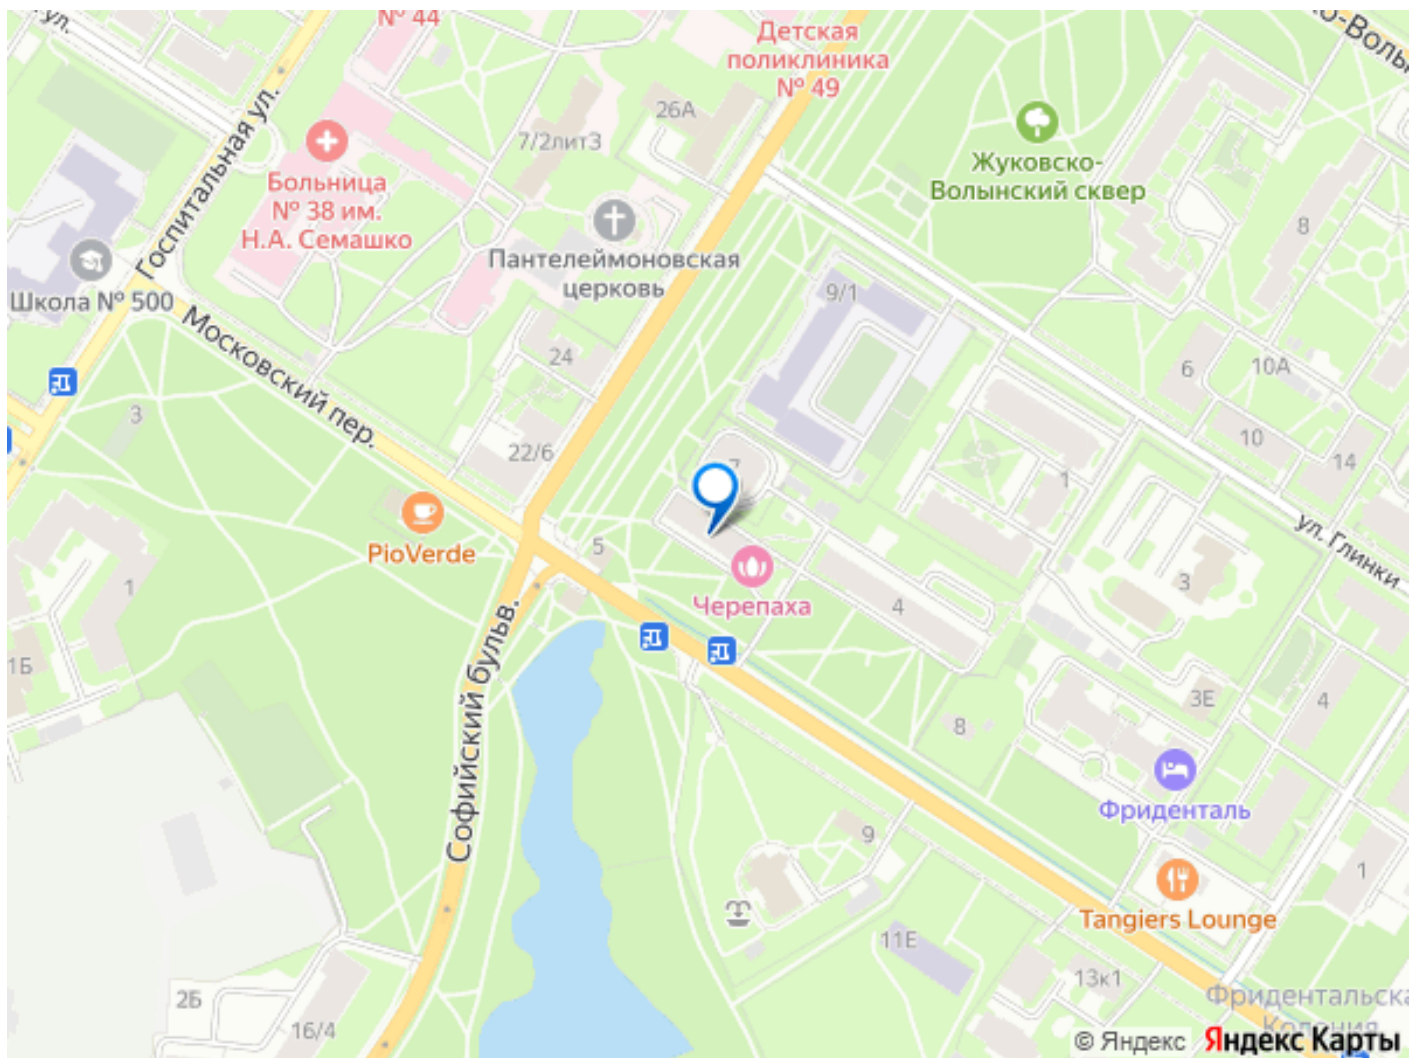 ул.
№ 44
Детская
поликлиника
№ 49
о-Волы
26А
7/2лит3
Госпитальная ул.
Больница
№ 38 им.
Н.А. Семашко
Жуковско-
Волынский сквер
8
Пантелеймоновская
церковь
Школа № 500
9/1
Московский пер.
24
6
10А
3
22/6
10
14
7
1
PioVerde
ул. Глинки
5
1
Черепаха
4
3
Софийский бульв.
1Б
3Е
4
8
Фриденталь
9
1
Tangiers Lounge
11Е
13к1
2Б
16/4
Фридентальска
Колония
© Яндекс Яндекс Карты